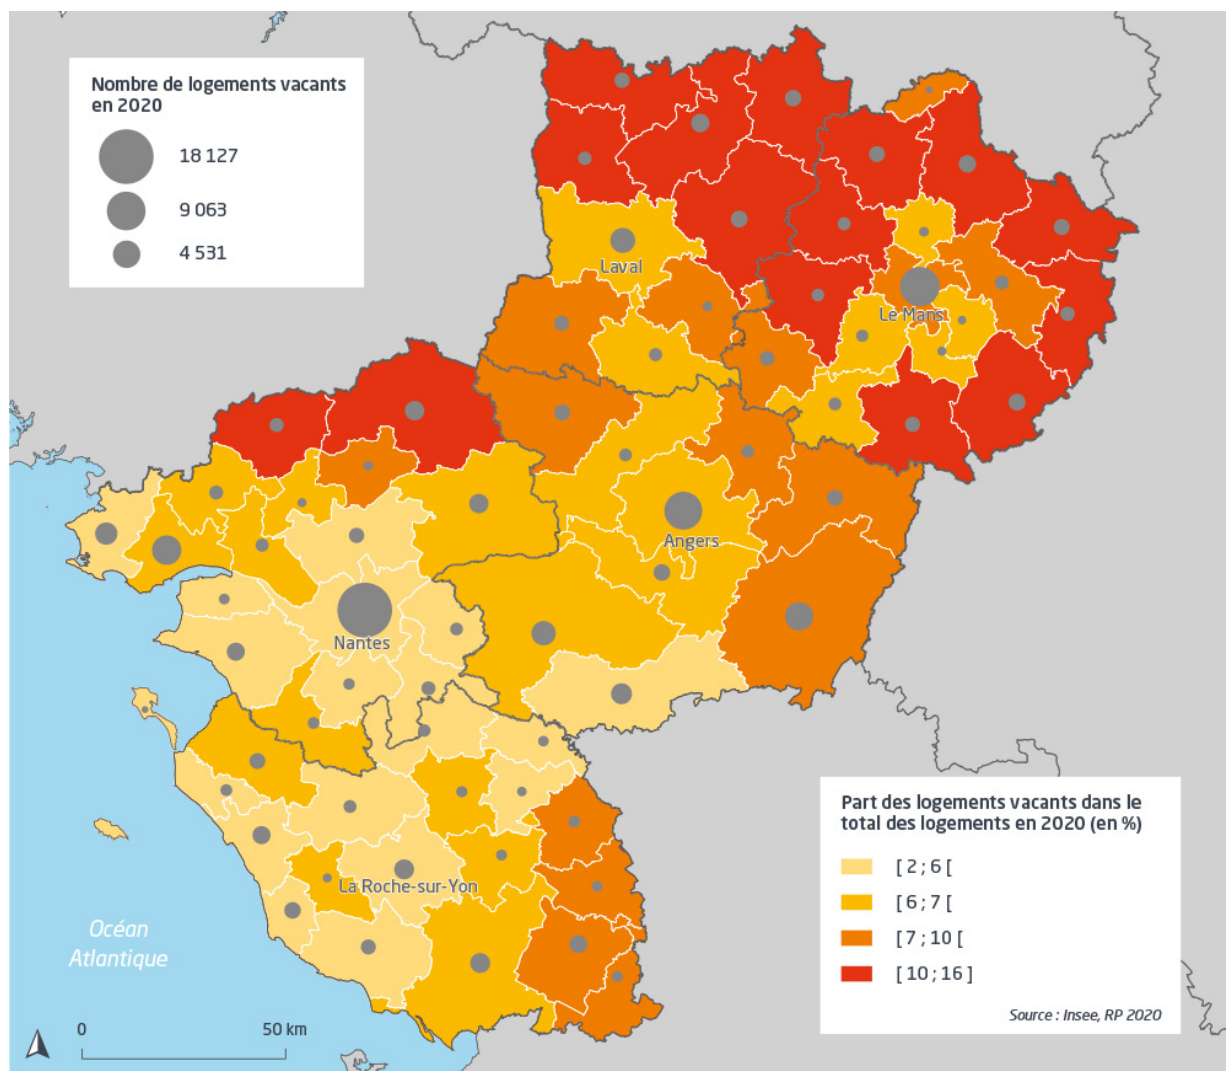 Nombre de logements vacants
en 2020
18 127
9 063
4 531
Laval
Le Mans
Angers
Nantes
La Roche-sur-Yon
Océan
Atlantique
0 50 km
Part des logements vacants dans le
total des logements en 2020 (en %)
[ 2 ; 6 [
[ 6 ; 7 [
[ 7 ; 10 [
[ 10 ; 16 ]
Source : Insee, RP 2020